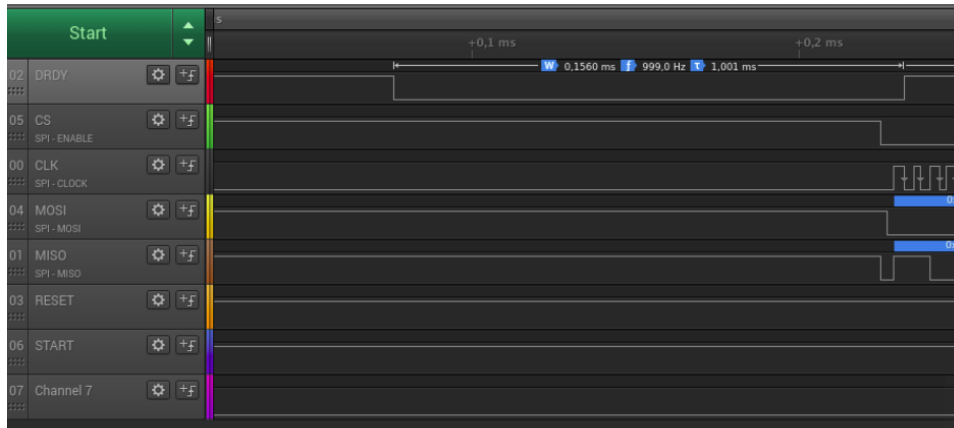 Start
s
+0,1 ms
+0,2 ms
W 0,1560 ms f 999,0 Hz T 1,001 ms
02 DRDY
05 CS
SPI - ENABLE
00 CLK
SPI - CLOCK
04 MOSI
SPI - MOSI
01 MISO
SPI - MISO
03 RESET
06 START
07 Channel 7